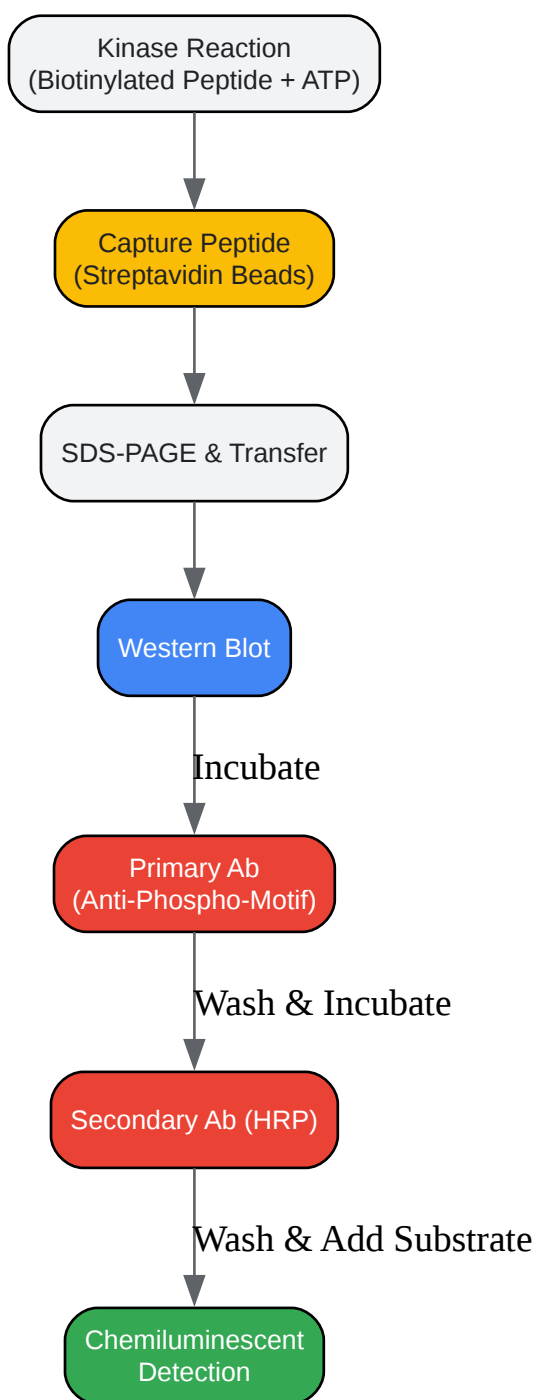 Kinase Reaction
(Biotinylated Peptide + ATP)
Capture Peptide
(Streptavidin Beads)
SDS-PAGE & Transfer
Western Blot
Incubate
Primary Ab
(Anti-Phospho-Motif)
Wash & Incubate
Secondary Ab (HRP)
Wash & Add Substrate
Chemiluminescent
Detection